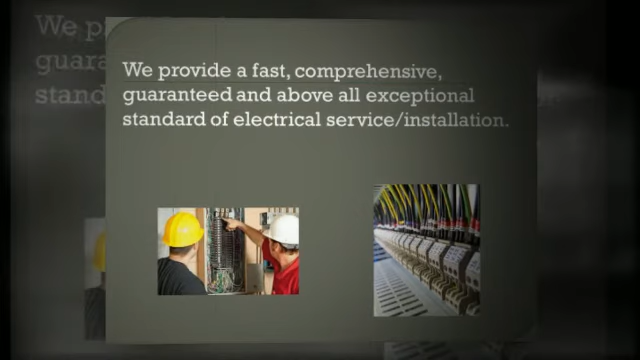 We provide a fast, comprehensive,
guaranteed and above all exceptional
standard of electrical service/installation.